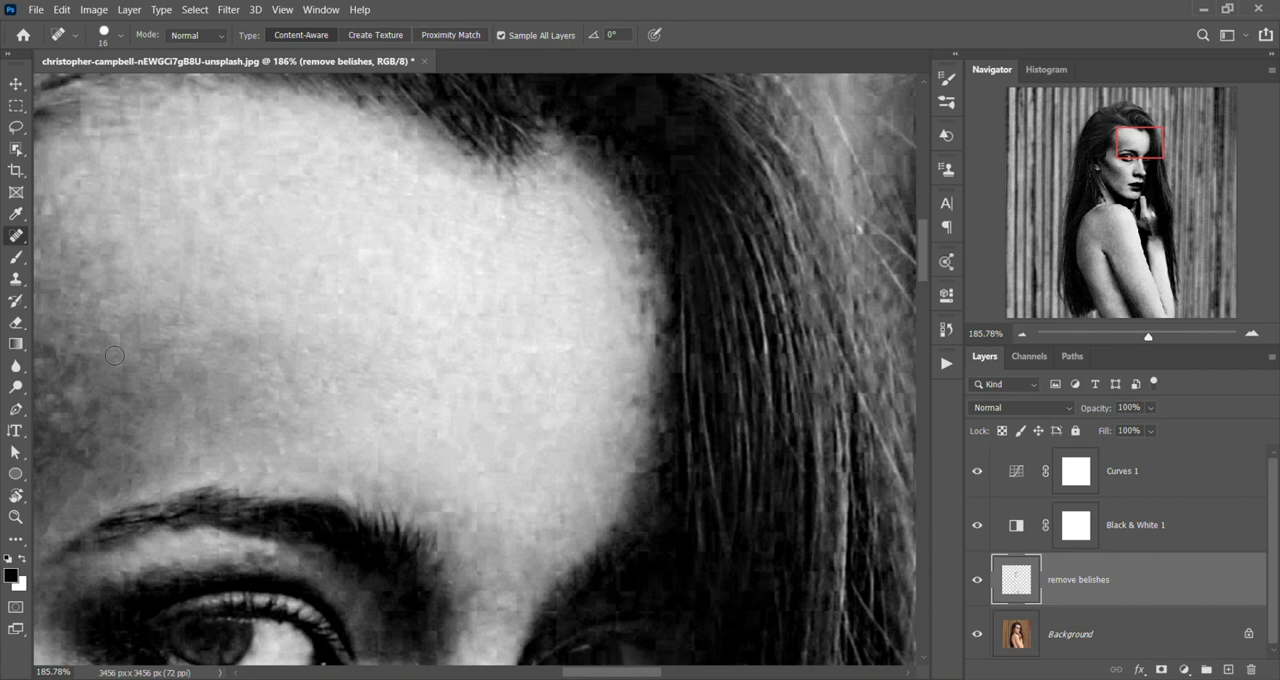 Ps File Edit Image Layer Type Select Filter 3D View Window Help
16 Mode: Normal Type: Content-Aware Create Texture Proximity Match Sample All Layers 0°
christopher-campbell-nEWGCi7gB8U-unsplash.jpg @ 186% (remove belishes, RGB/8) *
Navigator Histogram
185.78%
Layers Channels Paths
Kind
Normal Opacity: 100%
Lock: Fill: 100%
Curves 1
Black & White 1
remove belishes
Background
185.78% 3456 px x 3456 px (72 ppi)
fx